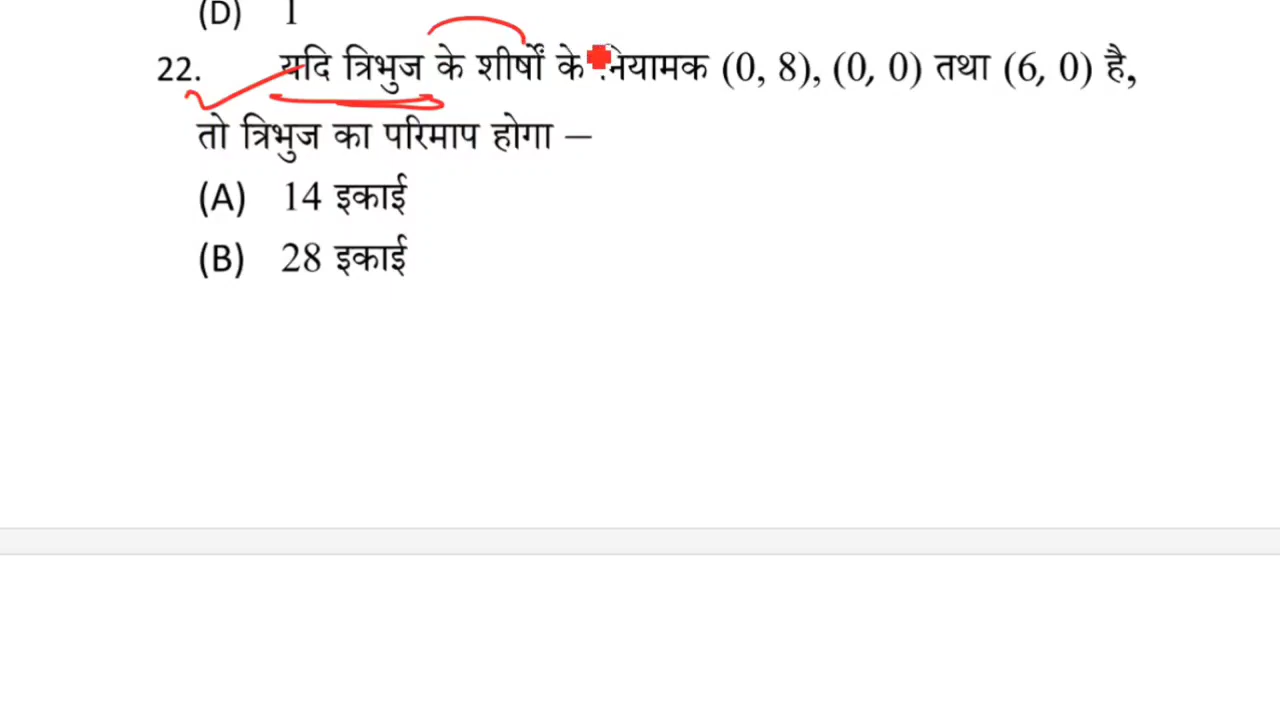 (D) 1
22. यदि त्रिभुज के शीर्षों के नियामक (0, 8), (0, 0) तथा (6, 0) है,
तो त्रिभुज का परिमाप होगा —
(A) 14 इकाई
(B) 28 इकाई